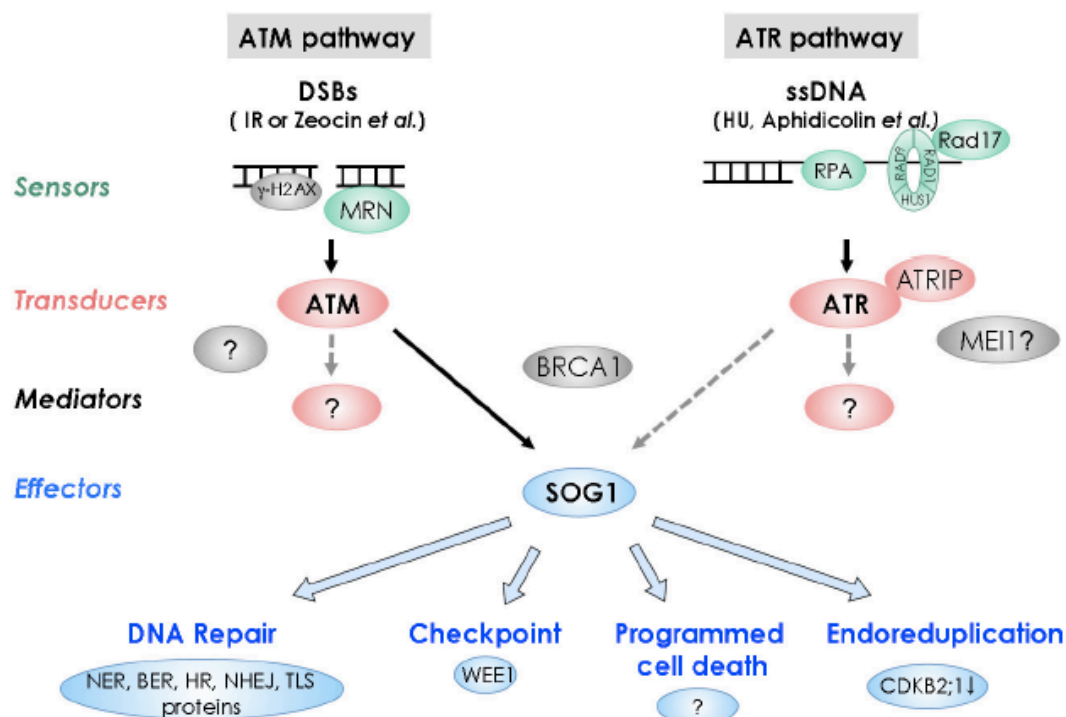 ATM pathway
ATR pathway
DSBs
( IR or Zeocin et al.)
ssDNA
(HU, Aphidicolin et al.)
Sensors
γ-H2AX
MRN
RPA
RAD9
RAD1
HUS1
Rad17
Transducers
ATM
ATR
ATRIP
?
BRCA1
MEI1?
Mediators
?
?
Effectors
SOG1
DNA Repair
NER, BER, HR, NHEJ, TLS
proteins
Checkpoint
WEE1
Programmed
cell death
?
Endoreduplication
CDKB2;1↓